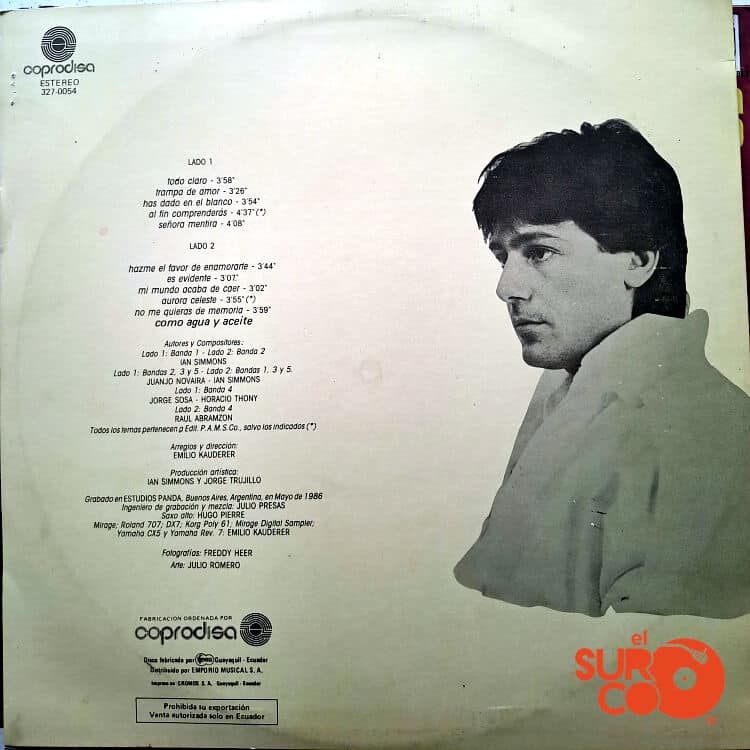 coprodisa
ESTEREO
327-0054
LADO 1
todo claro - 3'58"
trampa de amor - 3'26"
has dado en el blanco - 3'54"
al fin comprenderás - 4'37"(*)
señora mentira - 4'08"
LADO 2
hazme el favor de enamorarte - 3'44"
es evidente - 3'07"
mi mundo acaba de caer - 3'02"
aurora celeste - 3'55"(*)
no me quieras de memoria - 3'59"
como agua y aceite
Autores y Compositores:
Lado 1: Banda 1 - Lado 2: Banda 2
IAN SIMMONS
Lado 1: Bandas 2, 3 y 5 - Lado 2: Bandas 1, 3 y 5.
JUANJO NOVAIRA - IAN SIMMONS
Lado 1: Banda 4
JORGE SOSA - HORACIO THONY
Lado 2: Banda 4
RAUL ABRAMZON
Todos los temas pertenecen a Edit. P.A.M.S.Co., salvo los indicados (*)
Arreglos y dirección:
EMILIO KAUDERER
Producción artística:
IAN SIMMONS Y JORGE TRUJILLO
Grabado en ESTUDIOS PANDA, Buenos Aires, Argentina, en Mayo de 1986
Ingeniero de grabación y mezcla: JULIO PRESAS
Saxo alto: HUGO PIERRE
Mirage; Roland 707; DX7; Korg Poly 61; Mirage Digital Sampler;
Yamaha CX5 y Yamaha Rev. 7: EMILIO KAUDERER
Fotografías: FREDDY HEER
Arte: JULIO ROMERO
FABRICACION ORDENADA POR
coprodisa
Disco fabricado por Guayaquil - Ecuador
Distribuido por EMPORIO MUSICAL S.A.
Impreso en CROMOS S.A. Guayaquil - Ecuador
Prohibida su exportación
Venta autorizada solo en Ecuador
el
SUR
CO